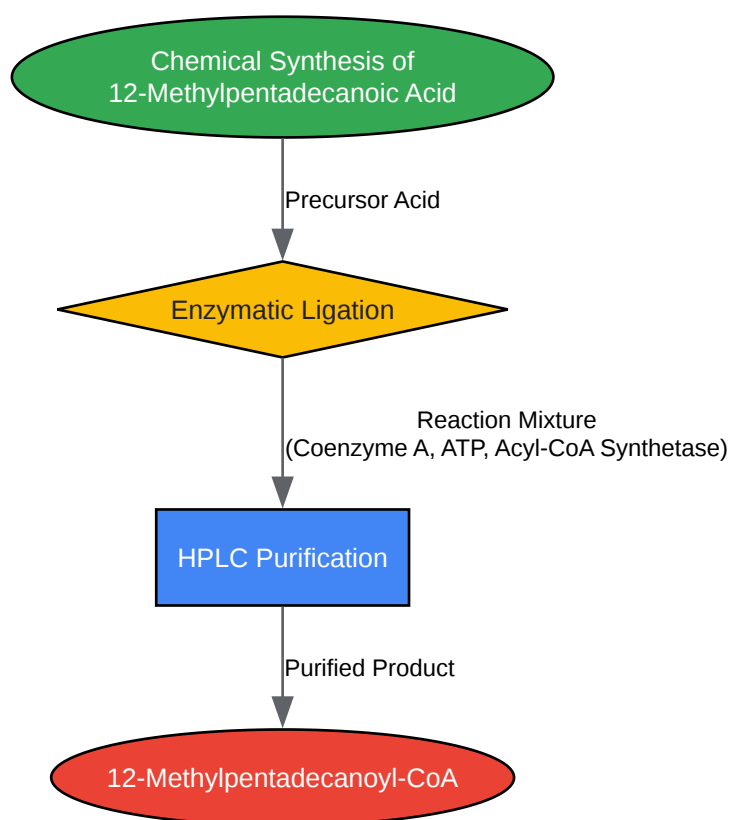 Chemical Synthesis of
12-Methylpentadecanoic Acid
Precursor Acid
Enzymatic Ligation
Reaction Mixture
(Coenzyme A, ATP, Acyl-CoA Synthetase)
HPLC Purification
Purified Product
12-Methylpentadecanoyl-CoA